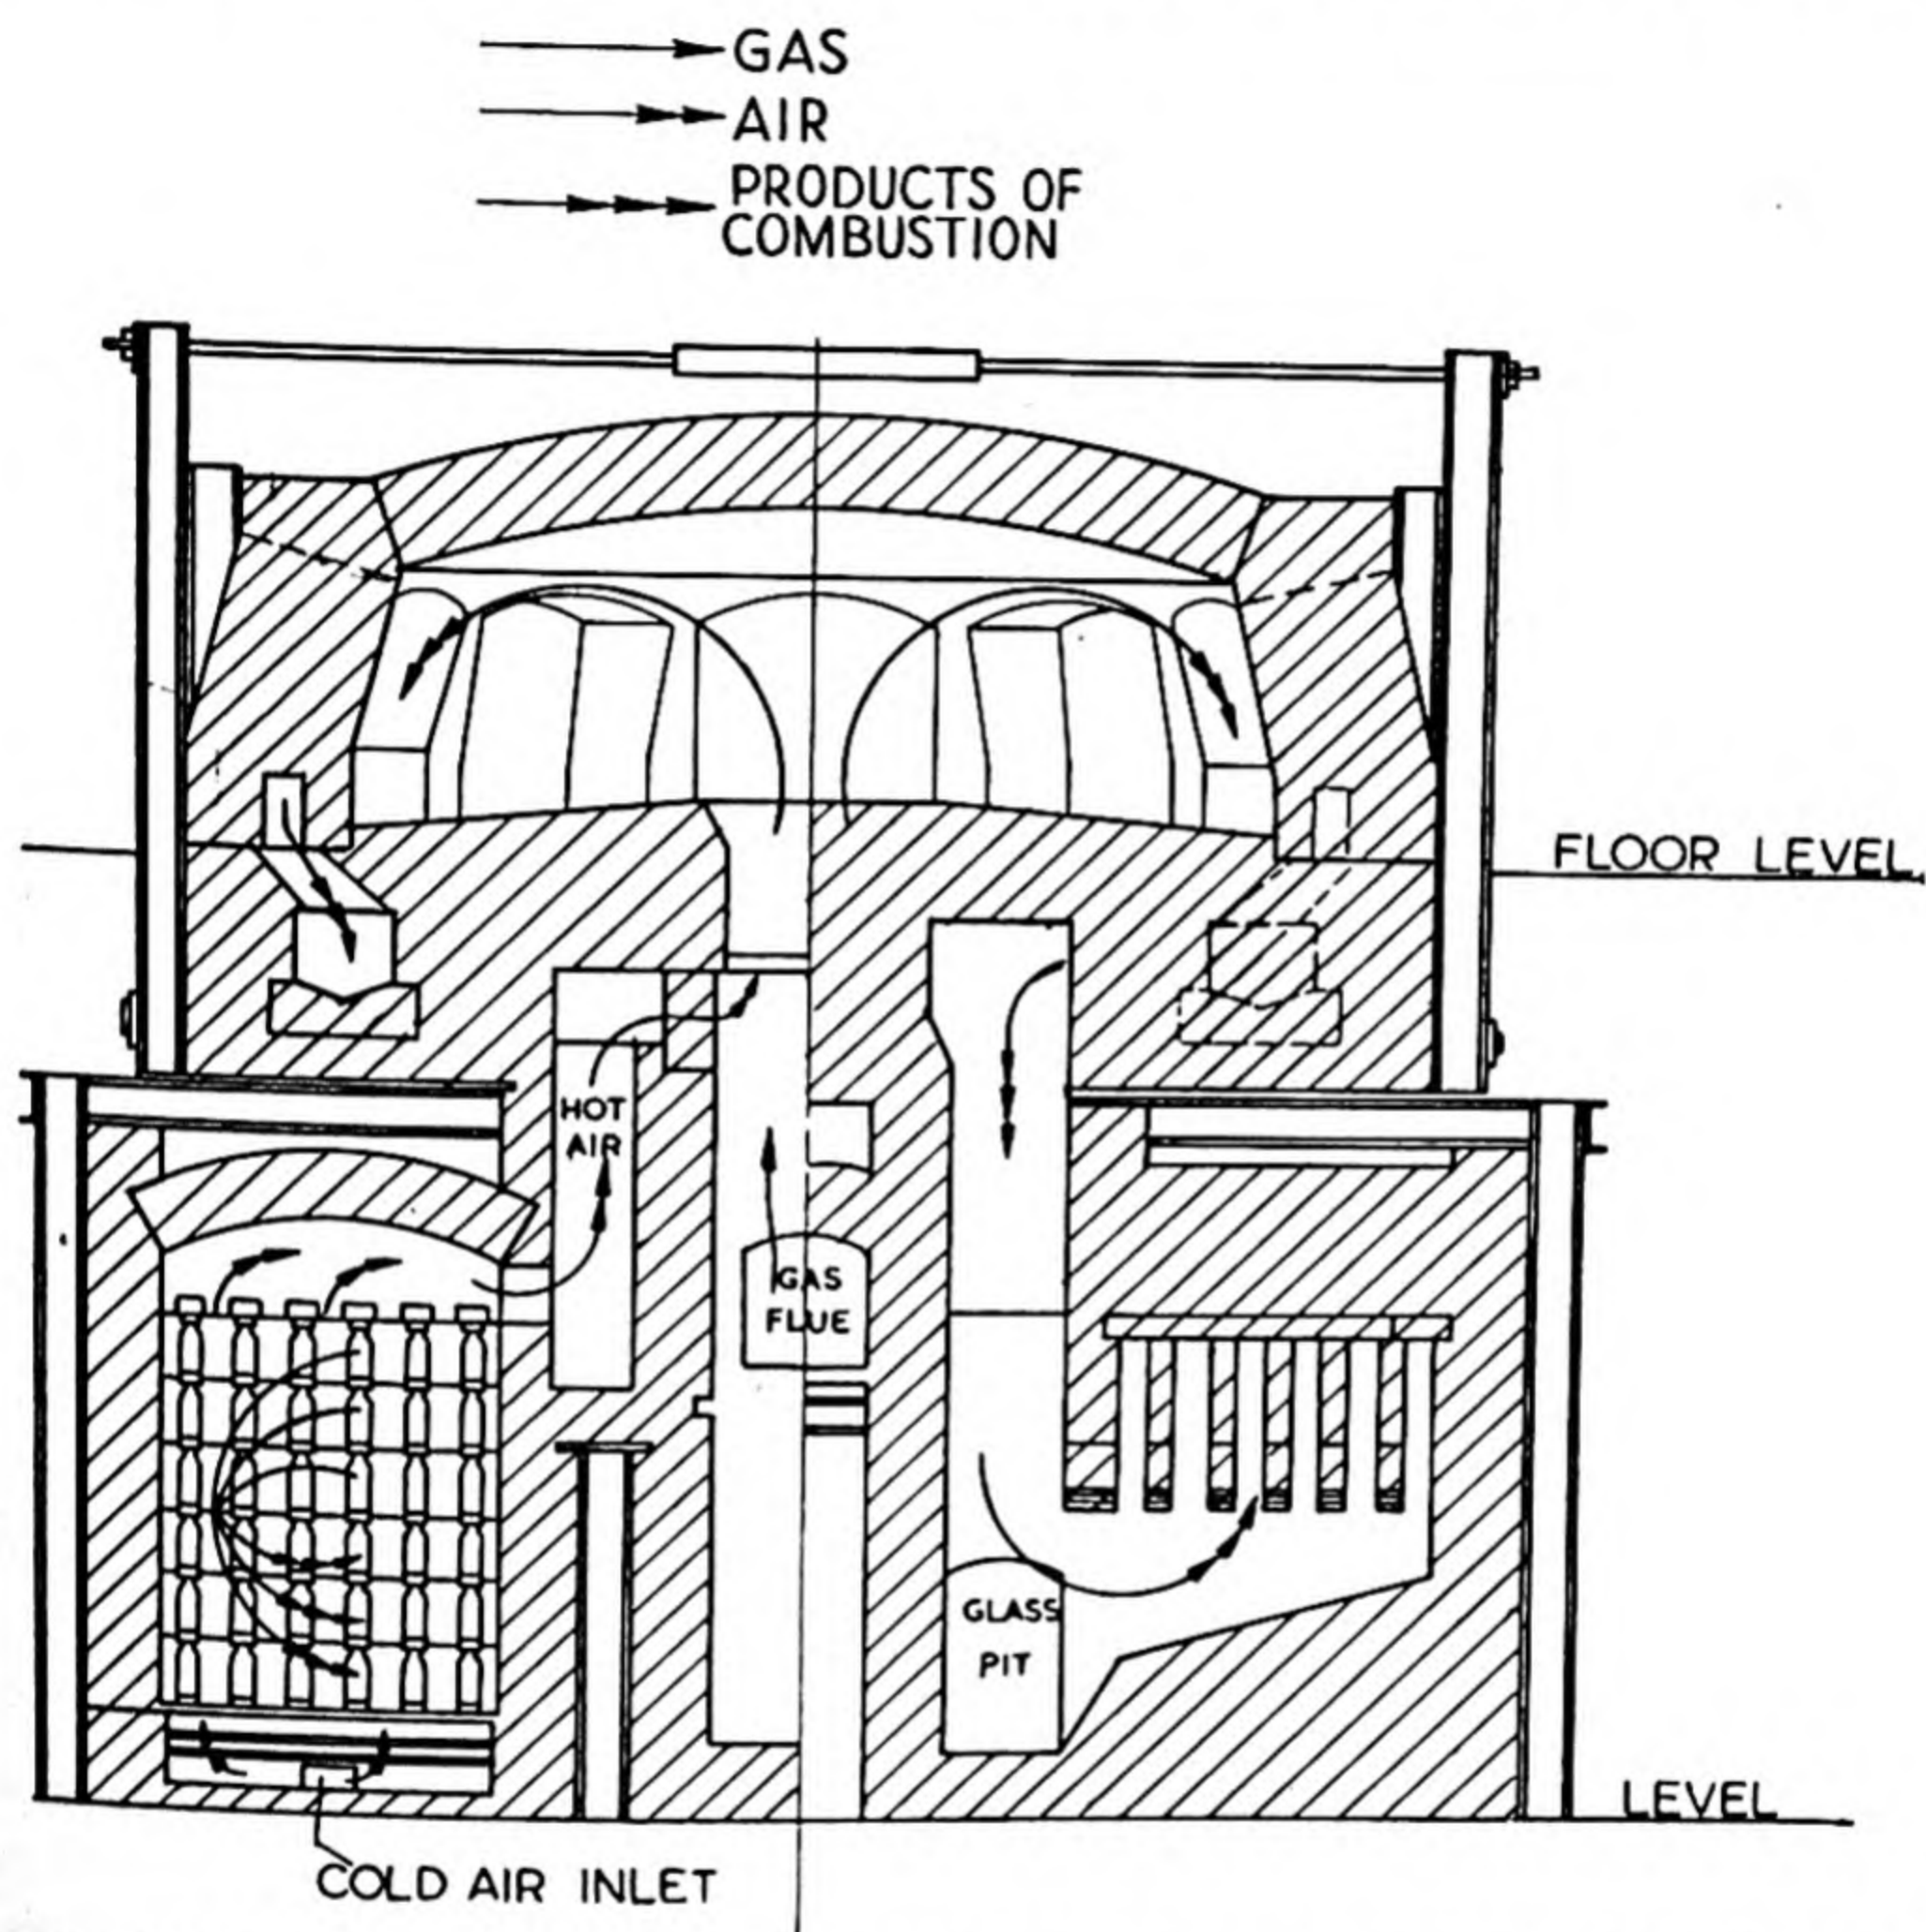 GAS
AIR
PRODUCTS OF
COMBUSTION
FLOOR LEVEL
HOT
AIR
GAS
FLUE
GLASS
PIT
LEVEL
COLD AIR INLET